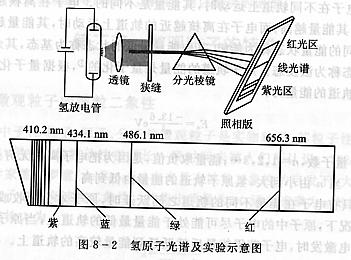 红光区
线光谱
紫光区
透镜
狭缝
分光棱镜
氢放电管
照相版
410.2 nm
434.1 nm
486.1 nm
656.3 nm
紫
蓝
绿
红
图 8-2 氢原子光谱及实验示意图